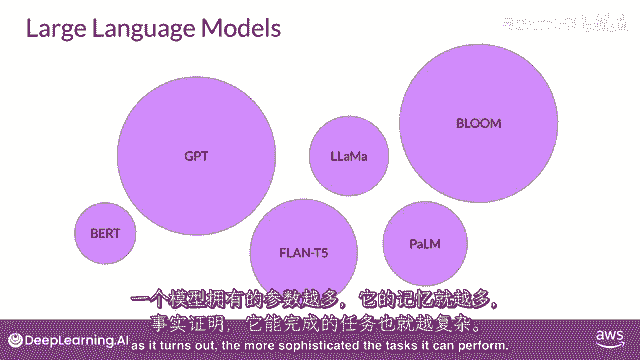 Large Language Models
GPT
LLaMa
BLOOM
BERT
FLAN-T5
PaLM
一个模型拥有的参数越多，它的记忆就越多，
事实证明，它能完成的任务也就越复杂。
as it turns out, the more sophisticated the tasks it can perform.
DeepLearning.AI
aws